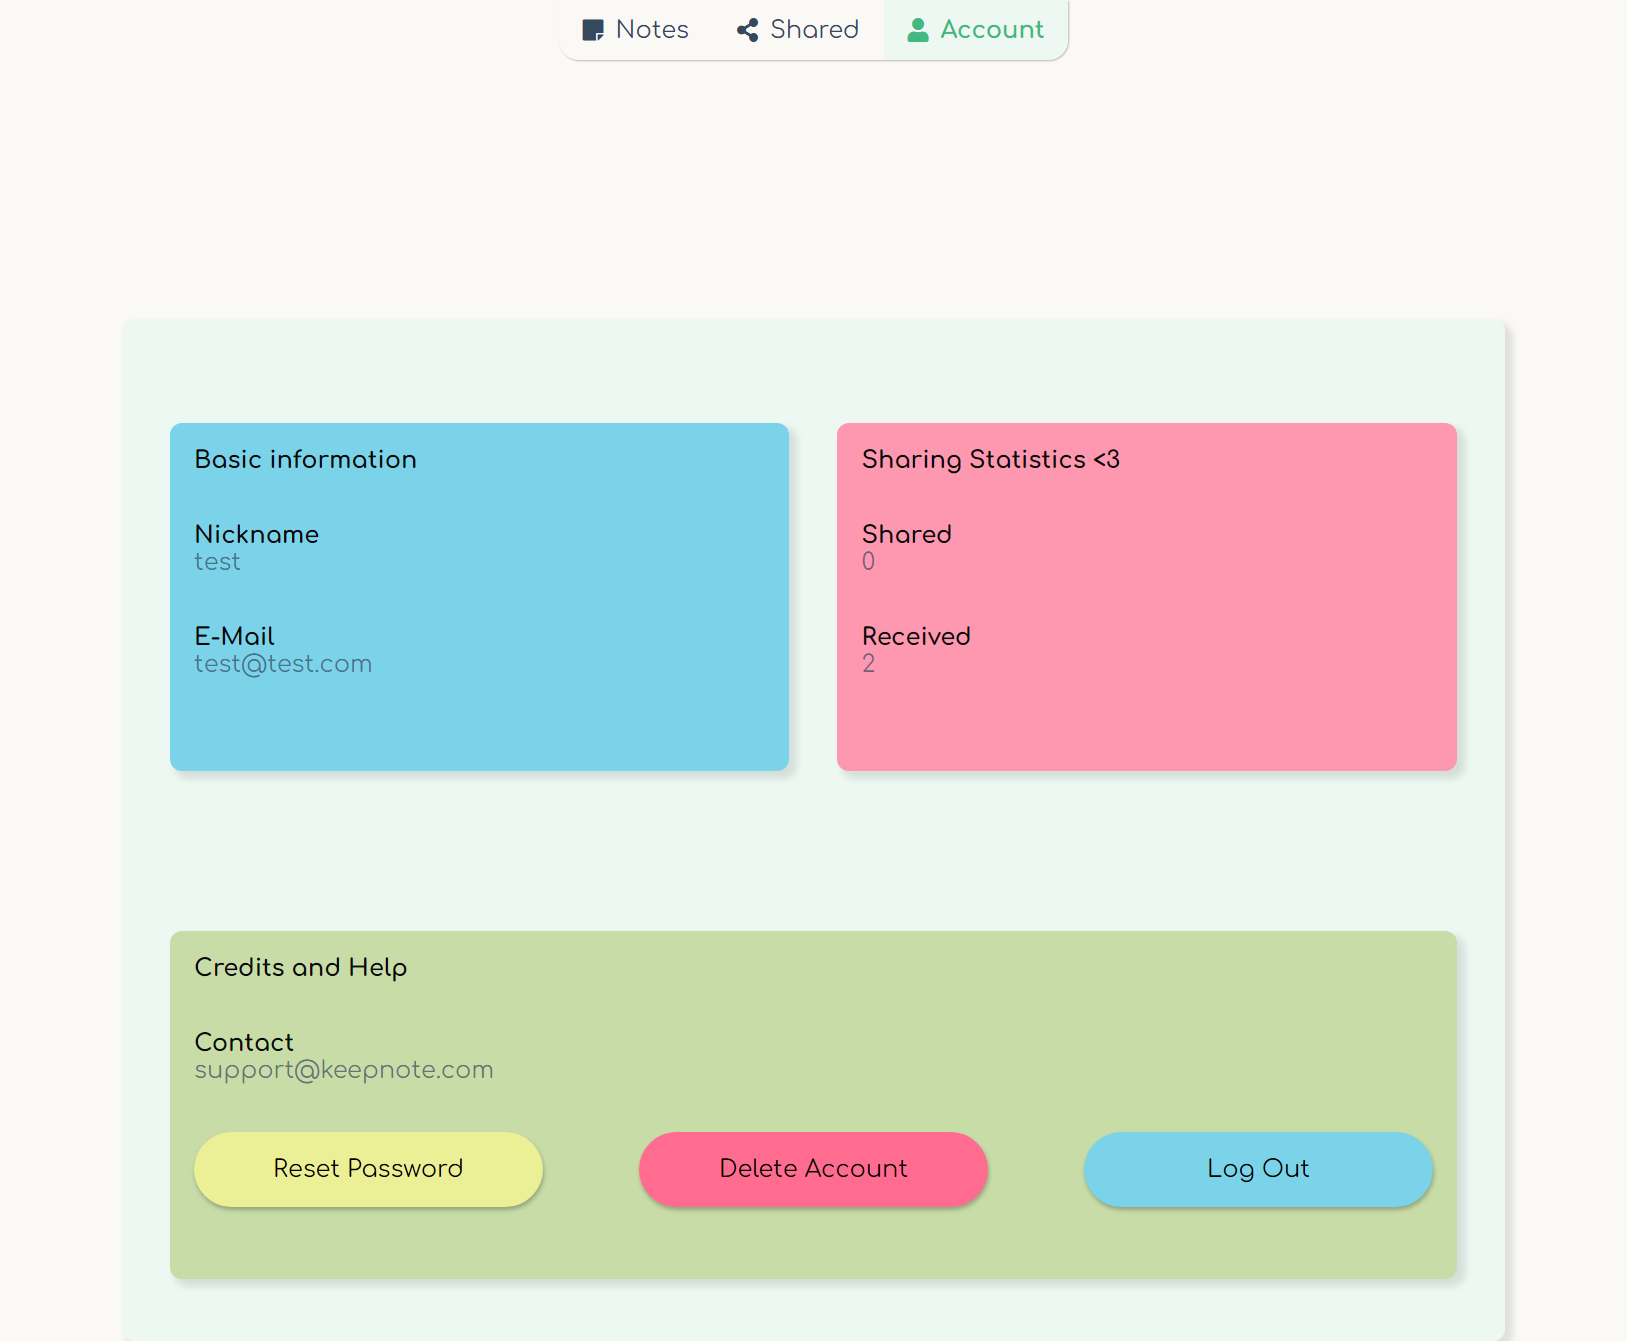 Notes Shared Account
Basic information
Nickname
test
E-Mail
test@test.com
Sharing Statistics <3
Shared
0
Received
2
Credits and Help
Contact
support@keepnote.com
Reset Password Delete Account Log Out